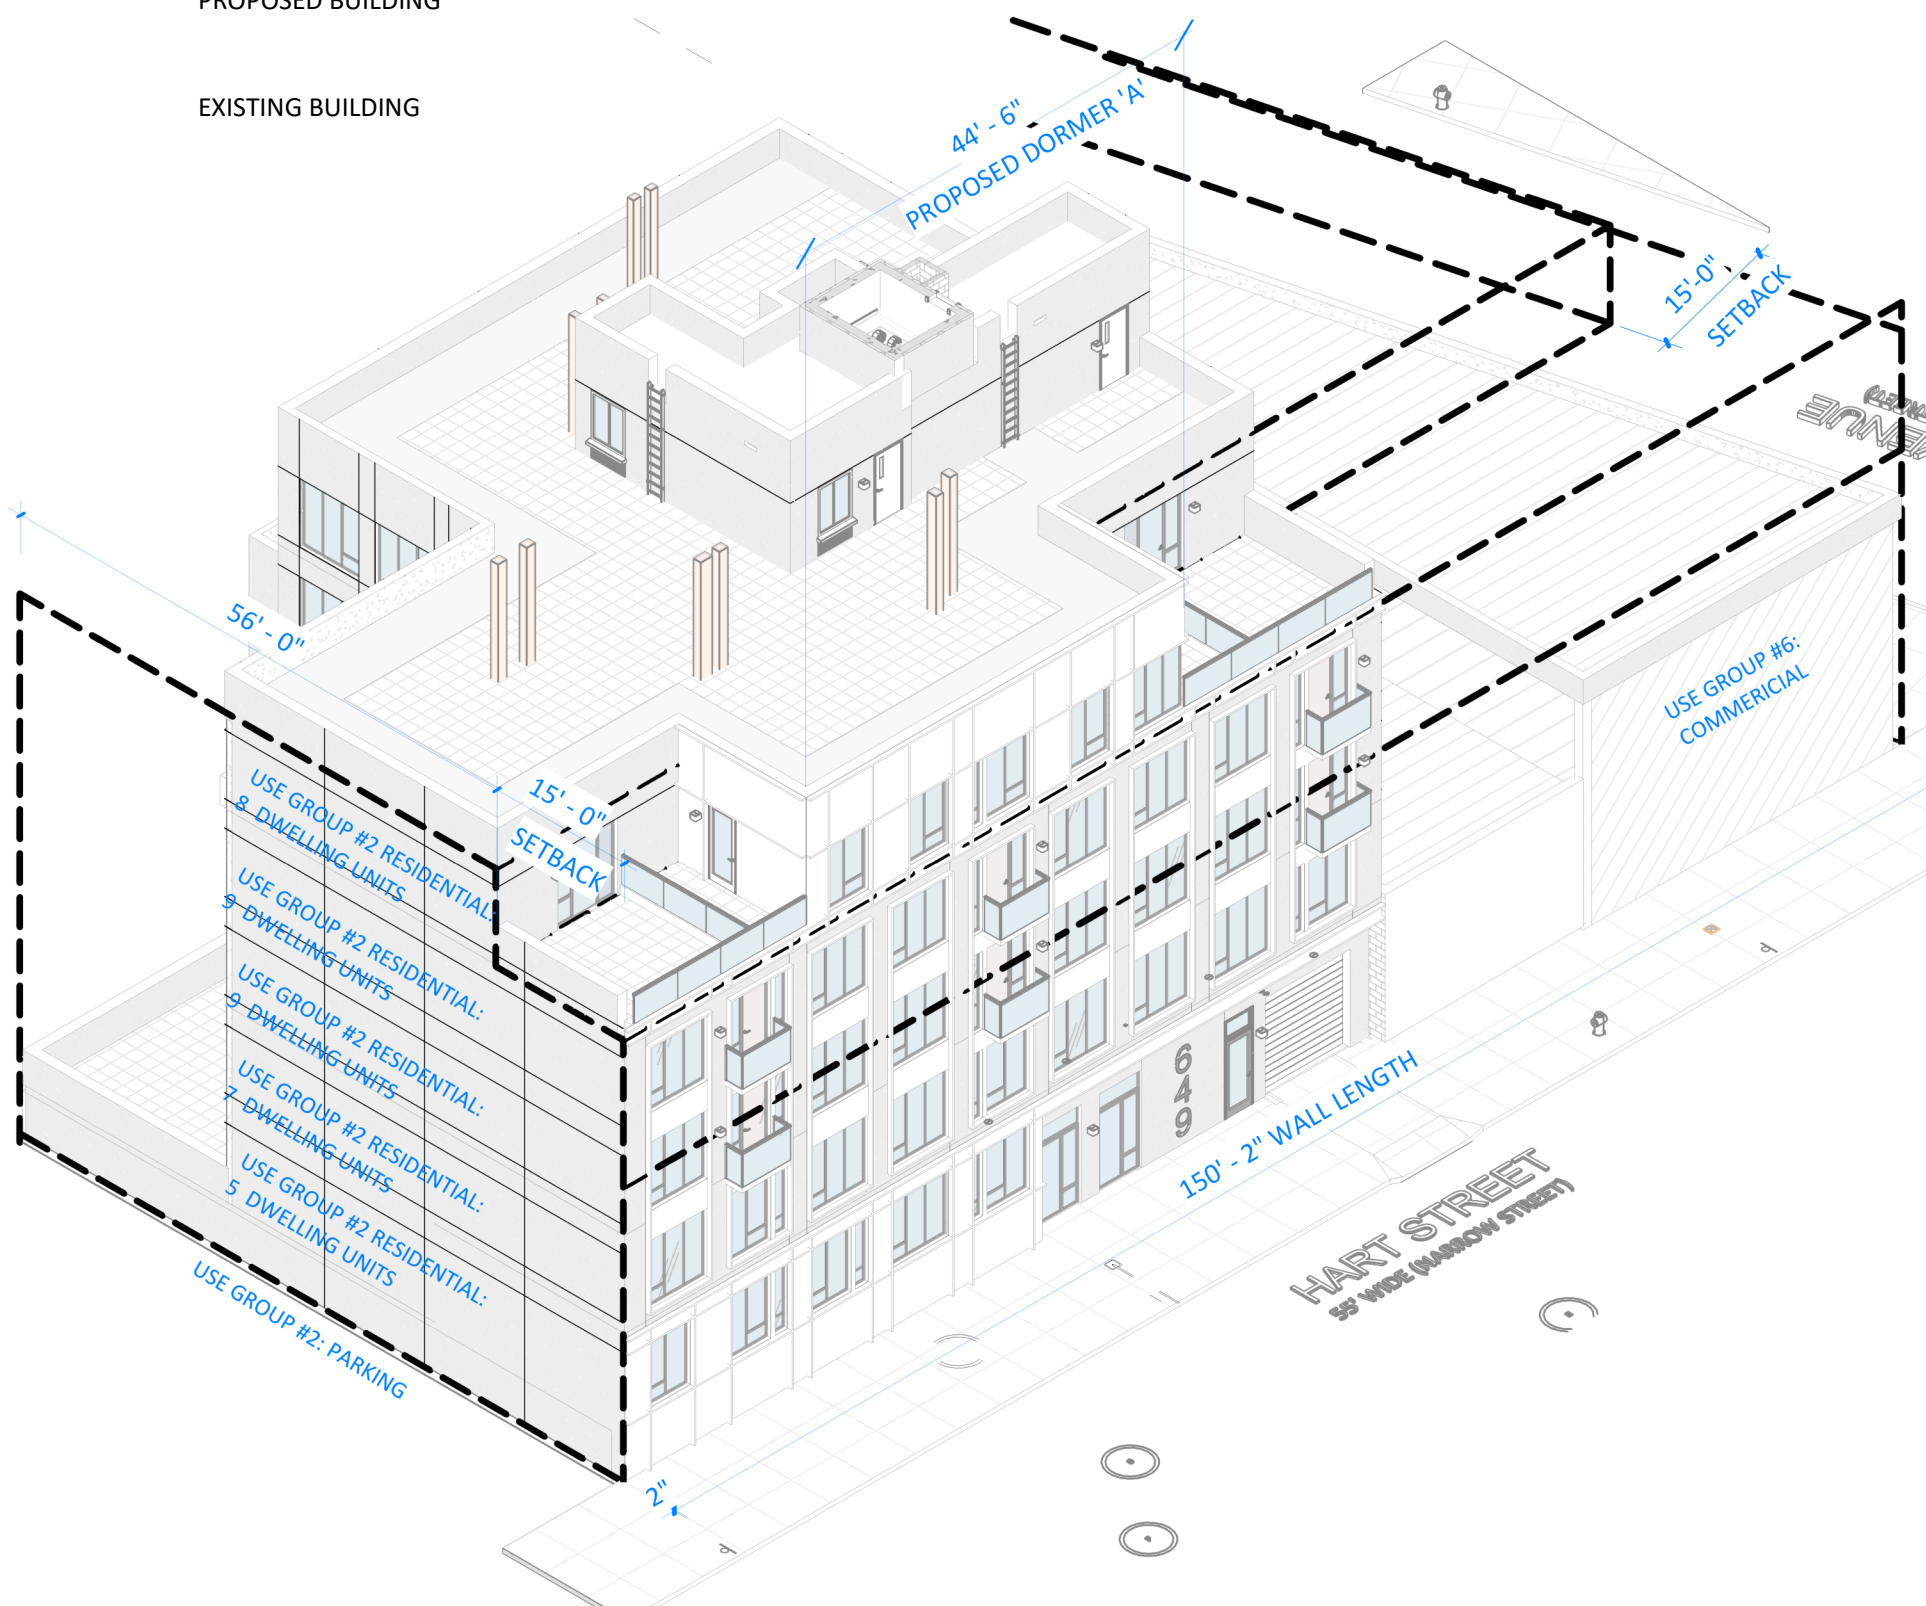 PROPOSED BUILDING
EXISTING BUILDING
44' - 6"
PROPOSED DORMER 'A'
15'-0"
SETBACK
56' - 0"
15' - 0"
SETBACK
USE GROUP #6:
COMMERICIAL
USE GROUP #2 RESIDENTIAL:
8 DWELLING UNITS
USE GROUP #2 RESIDENTIAL:
9 DWELLING UNITS
USE GROUP #2 RESIDENTIAL:
9 DWELLING UNITS
USE GROUP #2 RESIDENTIAL:
7 DWELLING UNITS
USE GROUP #2 RESIDENTIAL:
5 DWELLING UNITS
USE GROUP #2: PARKING
649
150' - 2" WALL LENGTH
HART STREET
55' WIDE (NARROW STREET)
2"